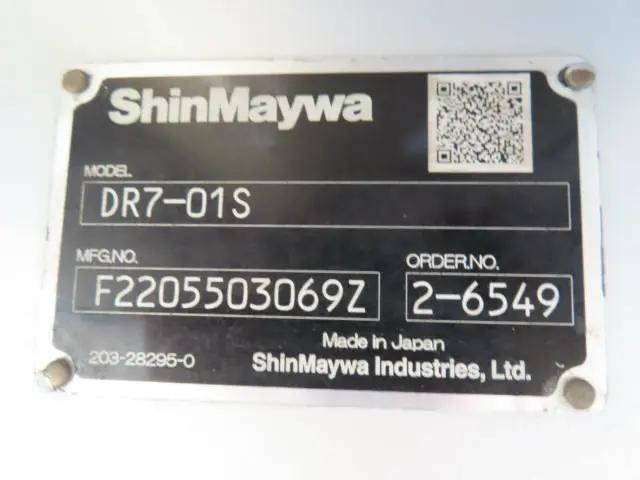 ShinMaywa
MODEL
DR7-01S
MFG.NO.
F2205503069Z
ORDER.NO.
2-6549
Made in Japan
203-28295-0
ShinMaywa Industries, Ltd.